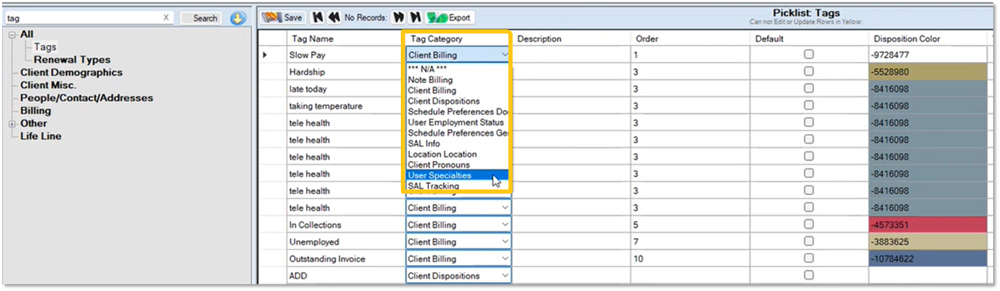 tag X Search
All
Tags
Renewal Types
Client Demographics
Client Misc.
People/Contact/Addresses
Billing
Other
Life Line
Save No Records: Export
Picklist: Tags
Can not Edit or Update Rows in Yellow:
Tag Name Tag Category Description Order Default Disposition Color
Slow Pay Client Billing 1 -9728477
Hardship 3 -5528980
late today 3 -8416098
taking temperature 3 -8416098
tele health 3 -8416098
tele health 3 -8416098
tele health 3 -8416098
tele health 3 -8416098
tele health Client Billing 3 -8416098
tele health Client Billing 3 -8416098
In Collections Client Billing 5 -4573351
Unemployed Client Billing 7 -3883625
Outstanding Invoice Client Billing 10 -10784622
ADD Client Dispositions
*** N/A ***
Note Billing
Client Billing
Client Dispositions
Schedule Preferences Doc
User Employment Status
Schedule Preferences Ger
SAL Info
Location Location
Client Pronouns
User Specialties
SAL Tracking